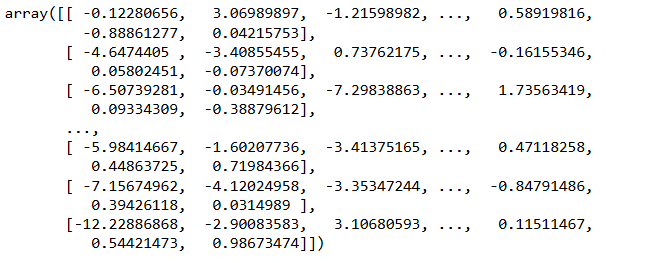 array([[ -0.12280656,   3.06989897,  -1.21598982, ...,   0.58919816,
         -0.88861277,   0.04215753],
       [ -4.6474405 ,  -3.40855455,   0.73762175, ...,  -0.16155346,
          0.05802451,  -0.07370074],
       [ -6.50739281,  -0.03491456,  -7.29838863, ...,   1.73563419,
          0.09334309,  -0.38879612],
       ...,
       [ -5.98414667,  -1.60207736,  -3.41375165, ...,   0.47118258,
          0.44863725,   0.71984366],
       [ -7.15674962,  -4.12024958,  -3.35347244, ...,  -0.84791486,
          0.39426118,   0.0314989 ],
       [-12.22886868,  -2.90083583,   3.10680593, ...,   0.11511467,
          0.54421473,   0.98673474]])